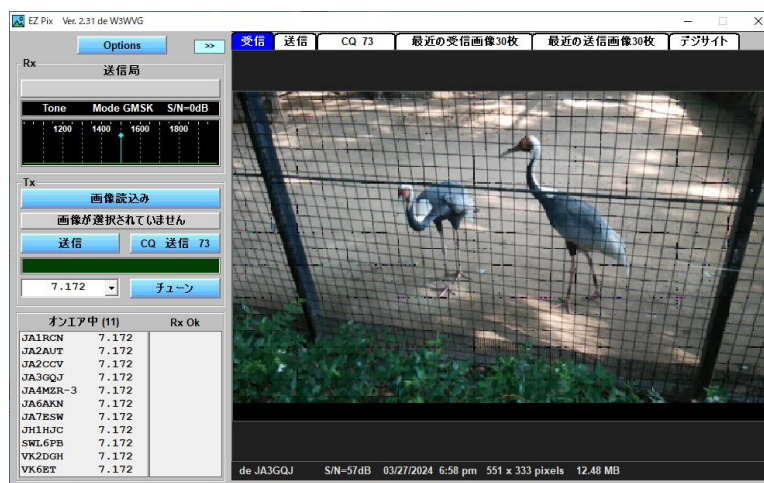 EZ Pix Ver. 2.31 de W3WVG
Options
>>
受信 送信 CQ 73 最近の受信画像30枚 最近の送信画像30枚 デジサイト
Rx
送信局
Tone Mode GMSK S/N=0dB
1200 1400 1600 1800
Tx
画像読込み
画像が選択されていません
送信 CQ 送信 73
7.172 チューン
オンエア中 (11) Rx Ok
JA1RCN 7.172
JA2AUT 7.172
JA2CCV 7.172
JA3GQJ 7.172
JA4MZR-3 7.172
JA6AKN 7.172
JA7ESW 7.172
JH1HJC 7.172
SWL6PB 7.172
VK2DGH 7.172
VK6ET 7.172
de JA3GQJ S/N=57dB 03/27/2024 6:58 pm 551 x 333 pixels 12.48 MB